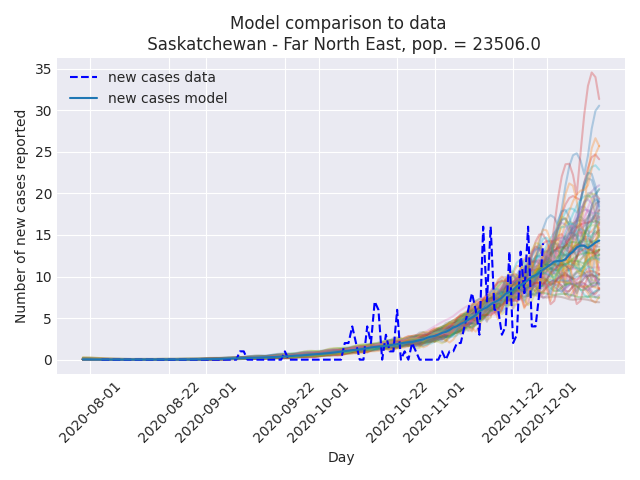 Model comparison to data
Saskatchewan - Far North East, pop. = 23506.0
new cases data
new cases model
Number of new cases reported
35
30
25
20
15
10
5
0
2020-08-01
2020-08-22
2020-09-01
2020-09-22
2020-10-01
2020-10-22
2020-11-01
2020-11-22
2020-12-01
Day